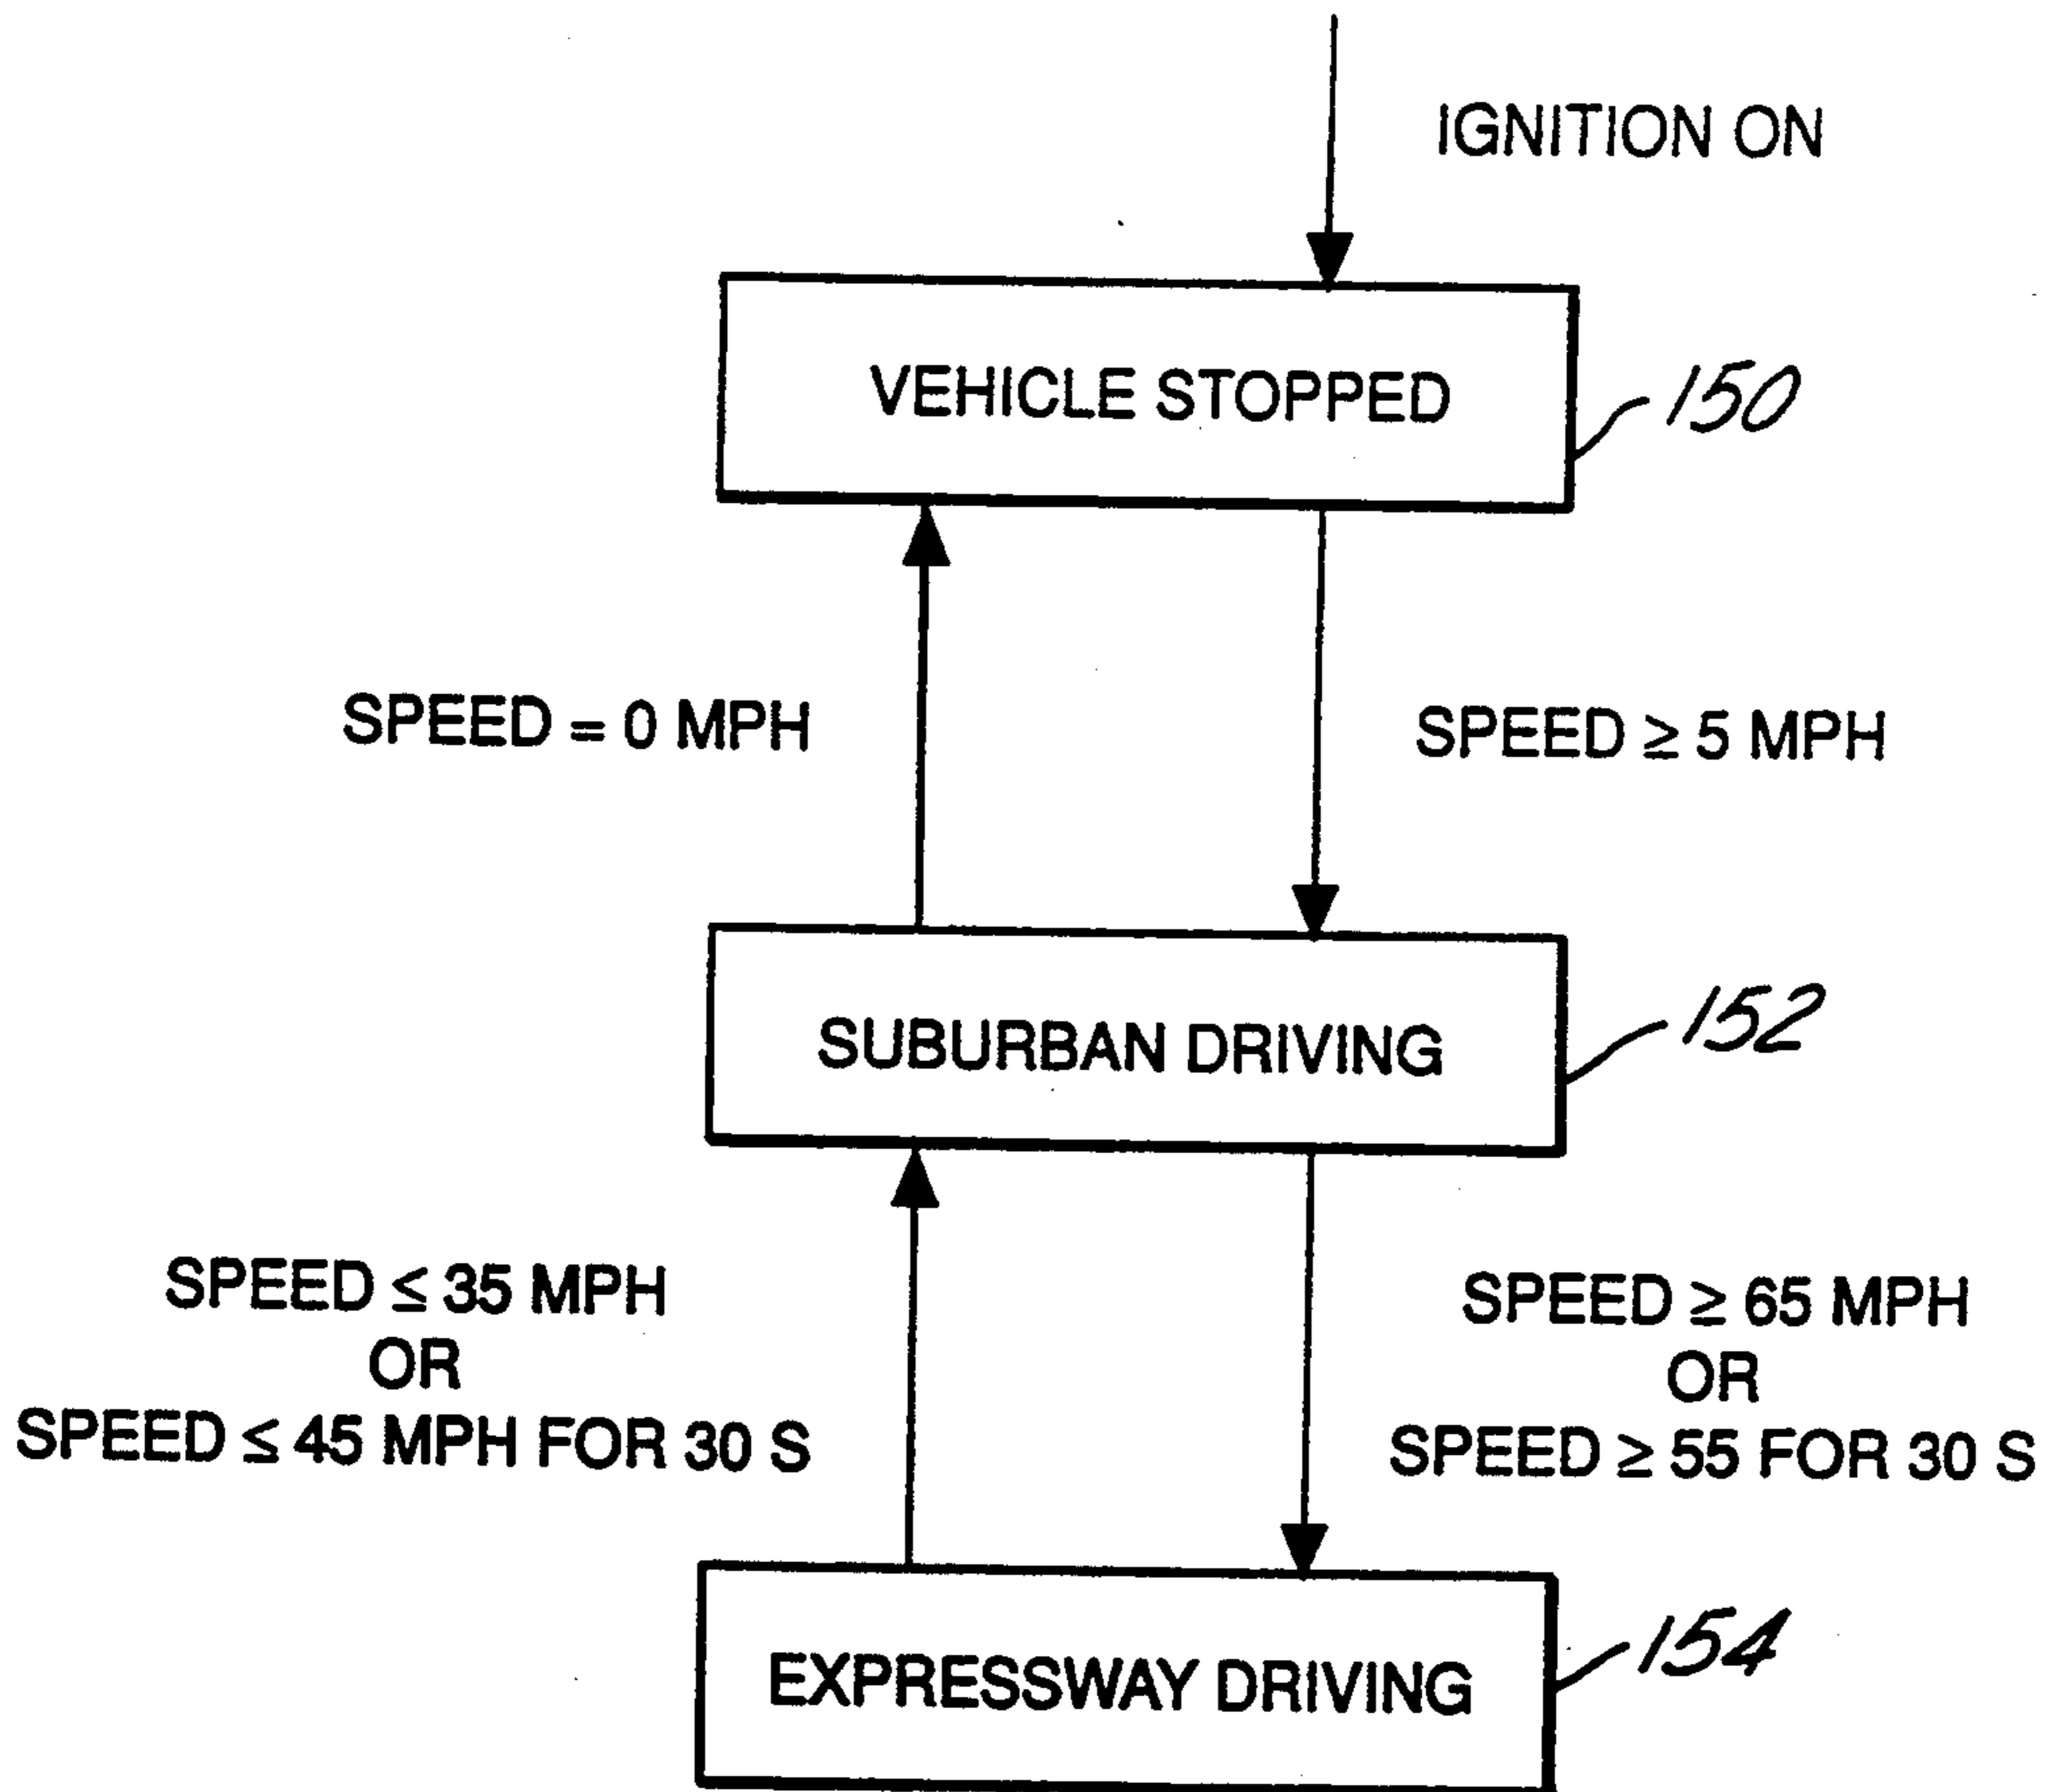 IGNITION ON
VEHICLE STOPPED
150
SPEED = 0 MPH
SPEED ≥ 5 MPH
SUBURBAN DRIVING
152
SPEED ≤ 35 MPH
OR
SPEED ≤ 45 MPH FOR 30 S
SPEED ≥ 65 MPH
OR
SPEED ≥ 55 FOR 30 S
EXPRESSWAY DRIVING
154